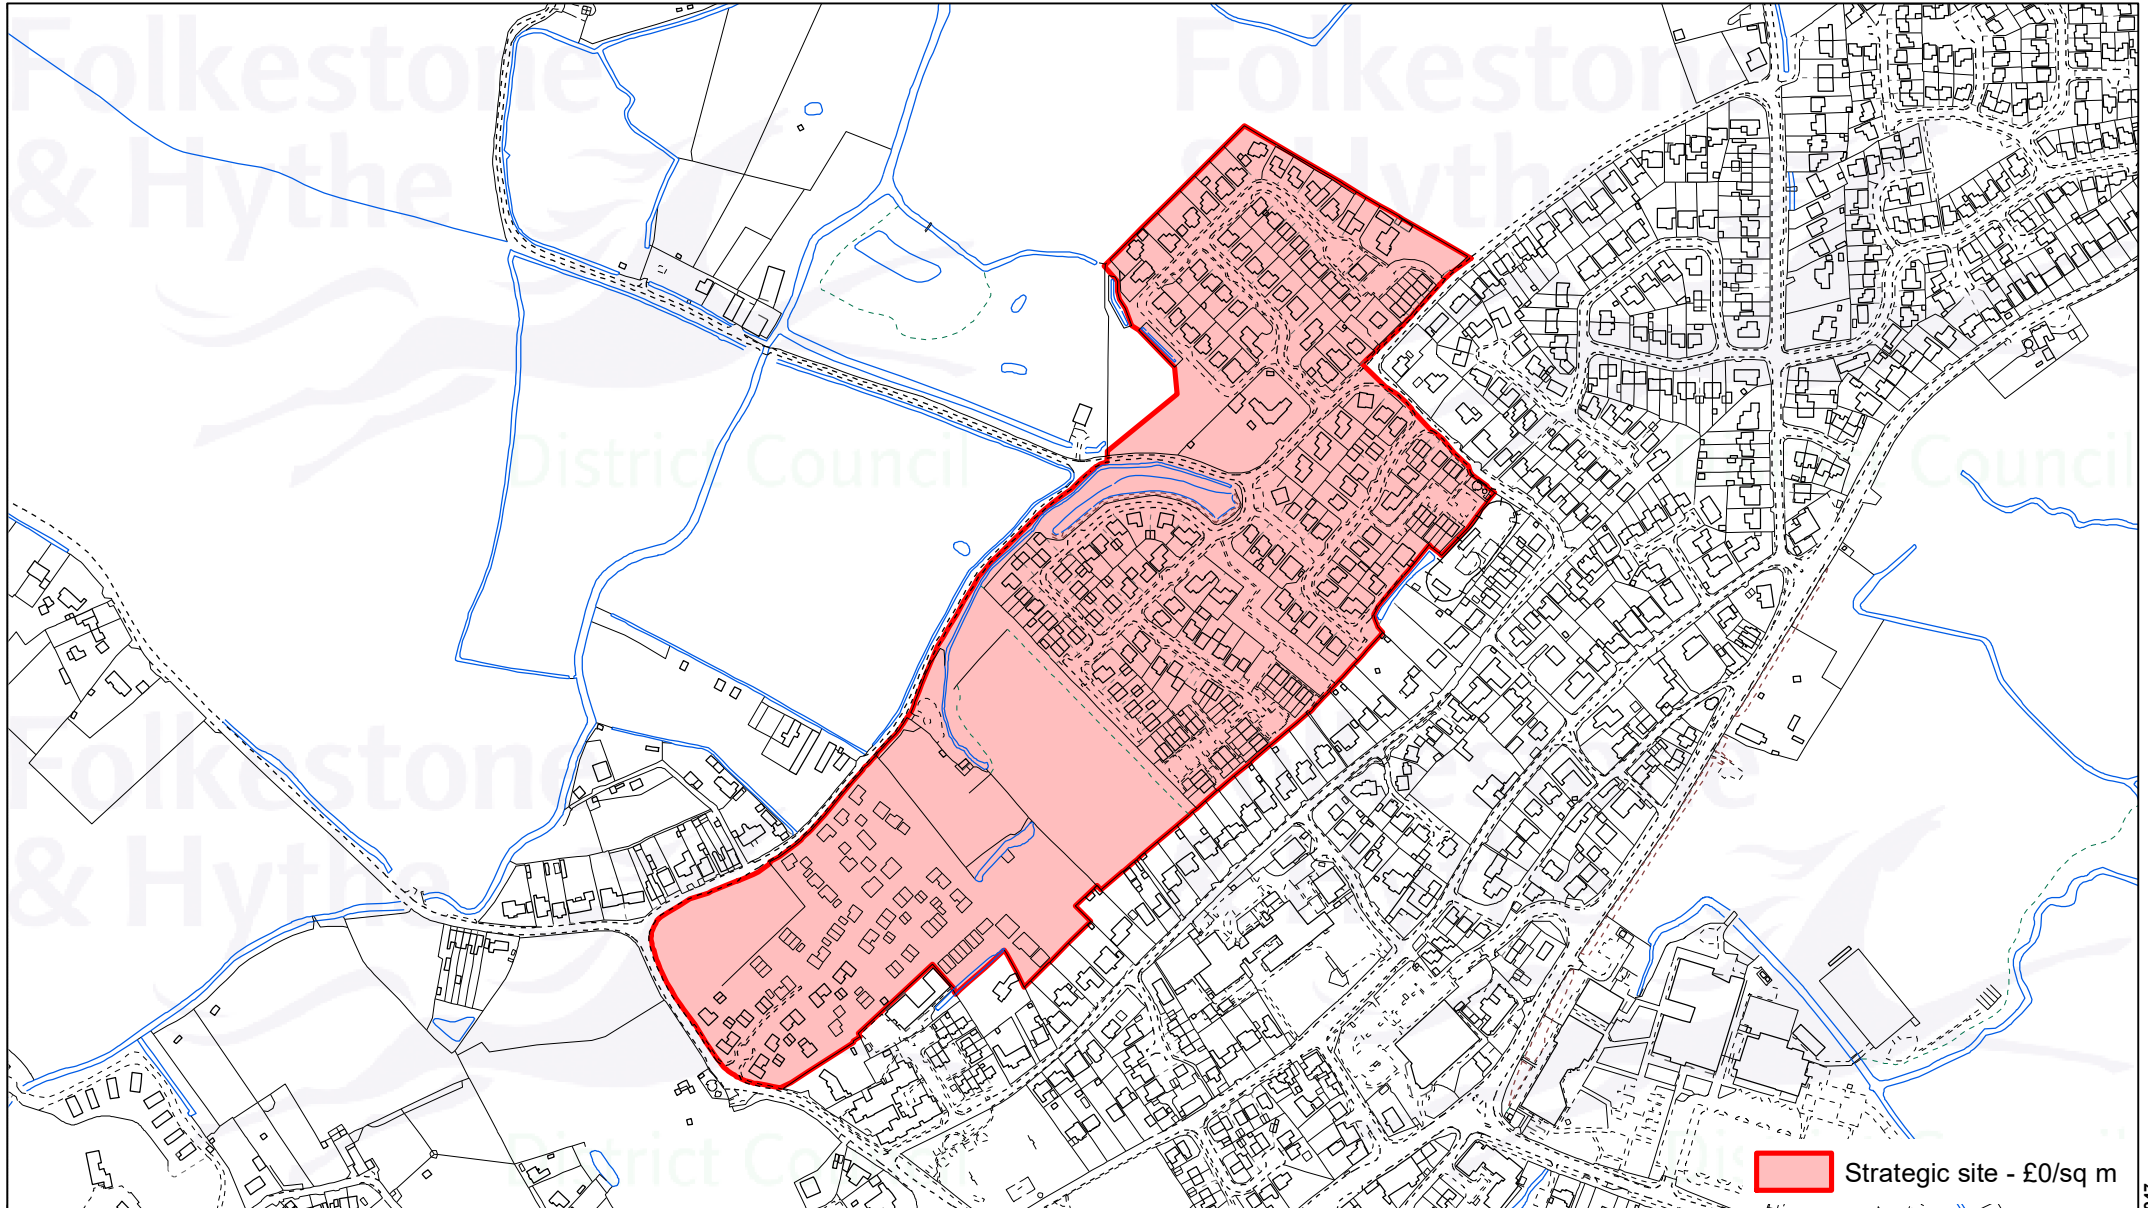 Folkestone
& Hythe
District Council
Folkestone
& Hythe
District Council
Folkestone
& Hythe
District Council
Strategic site - £0/sq m